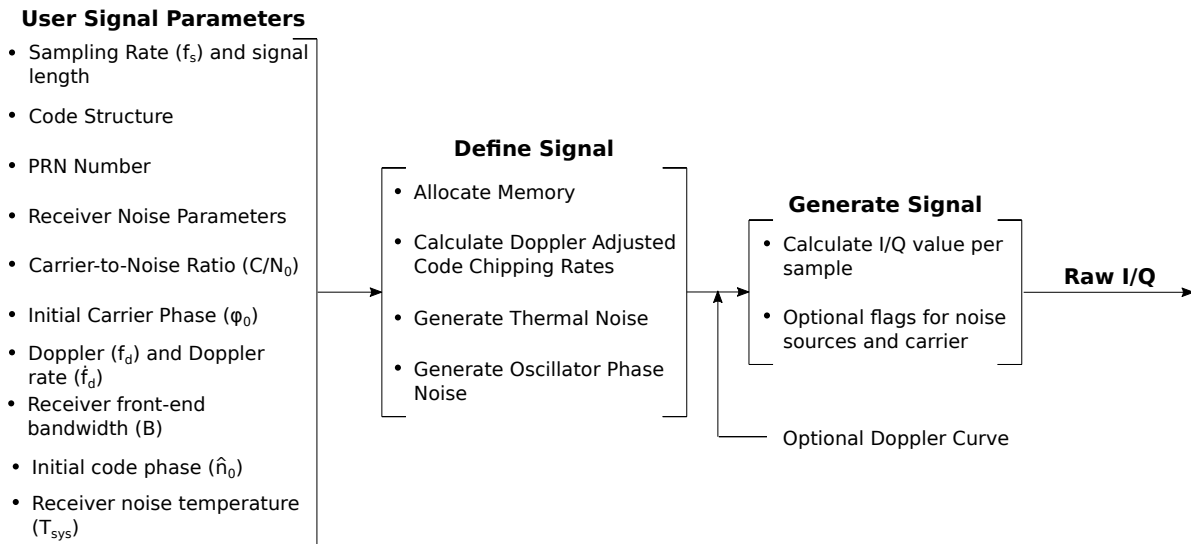 User Signal Parameters
• Sampling Rate (fₛ) and signal
length
• Code Structure
• PRN Number
• Receiver Noise Parameters
• Carrier-to-Noise Ratio (C/N₀)
• Initial Carrier Phase (φ₀)
• Doppler (f_d) and Doppler
rate (ḟ_d)
• Receiver front-end
bandwidth (B)
• Initial code phase (n̂₀)
• Receiver noise temperature
(T_sys)
Define Signal
• Allocate Memory
• Calculate Doppler Adjusted
Code Chipping Rates
• Generate Thermal Noise
• Generate Oscillator Phase
Noise
Generate Signal
• Calculate I/Q value per
sample
• Optional flags for noise
sources and carrier
Optional Doppler Curve
Raw I/Q